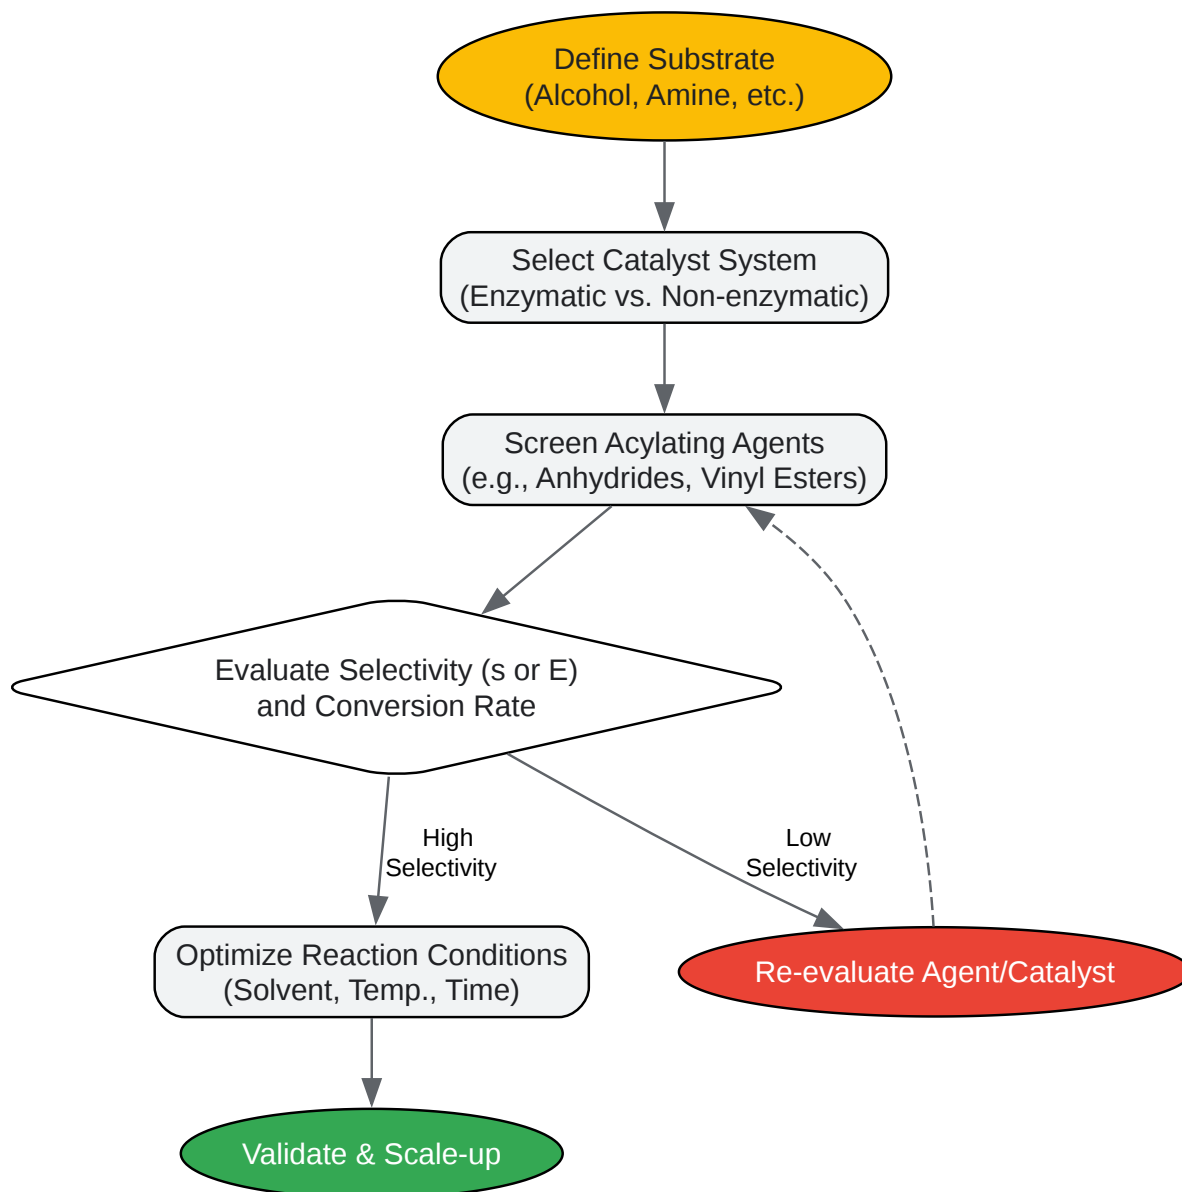 Define Substrate
(Alcohol, Amine, etc.)
Select Catalyst System
(Enzymatic vs. Non-enzymatic)
Screen Acylating Agents
(e.g., Anhydrides, Vinyl Esters)
Evaluate Selectivity (s or E)
and Conversion Rate
High
Selectivity
Low
Selectivity
Optimize Reaction Conditions
(Solvent, Temp., Time)
Re-evaluate Agent/Catalyst
Validate & Scale-up